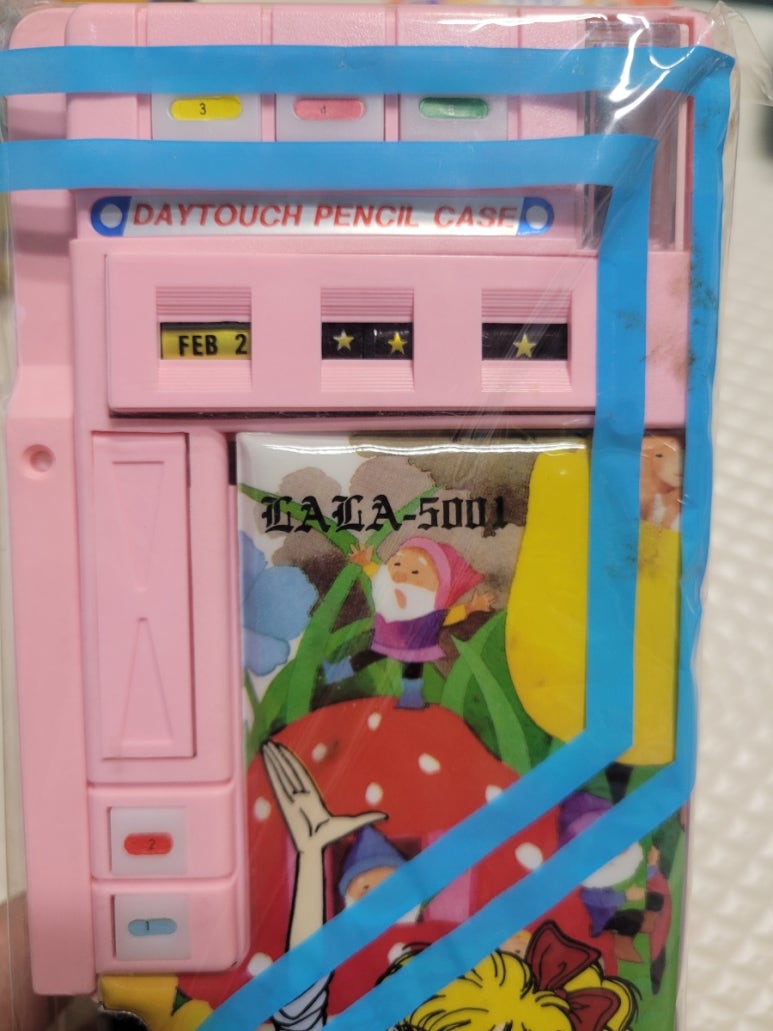 3 4 5
DAYTOUCH PENCIL CASE
FEB 2
LALA-5001
2
1